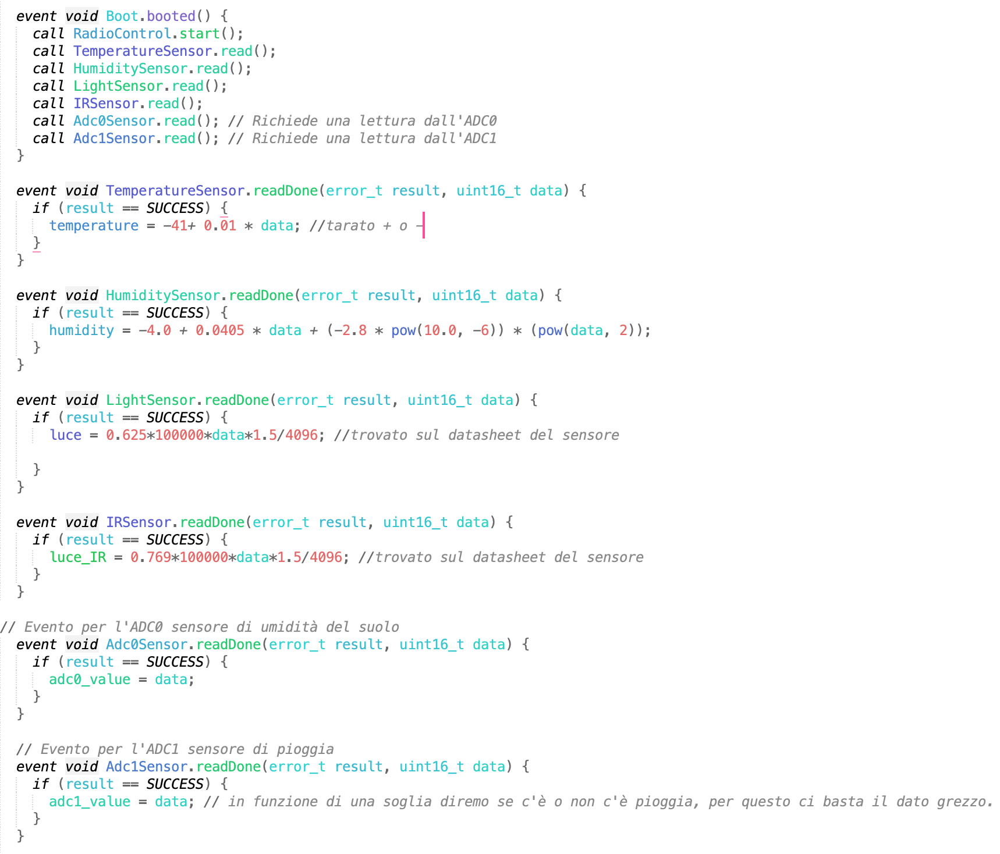 event void Boot.booted() {
call RadioControl.start();
call TemperatureSensor.read();
call HumiditySensor.read();
call LightSensor.read();
call IRSensor.read();
call Adc0Sensor.read(); // Richiede una lettura dall'ADC0
call Adc1Sensor.read(); // Richiede una lettura dall'ADC1
}
event void TemperatureSensor.readDone(error_t result, uint16_t data) {
if (result == SUCCESS) {
temperature = -41+ 0.01 * data; //tarato + o -
}
}
event void HumiditySensor.readDone(error_t result, uint16_t data) {
if (result == SUCCESS) {
humidity = -4.0 + 0.0405 * data + (-2.8 * pow(10.0, -6)) * (pow(data, 2));
}
}
event void LightSensor.readDone(error_t result, uint16_t data) {
if (result == SUCCESS) {
luce = 0.625*100000*data*1.5/4096; //trovato sul datasheet del sensore
}
}
event void IRSensor.readDone(error_t result, uint16_t data) {
if (result == SUCCESS) {
luce_IR = 0.769*100000*data*1.5/4096; //trovato sul datasheet del sensore
}
}
// Evento per l'ADC0 sensore di umidità del suolo
event void Adc0Sensor.readDone(error_t result, uint16_t data) {
if (result == SUCCESS) {
adc0_value = data;
}
}
// Evento per l'ADC1 sensore di pioggia
event void Adc1Sensor.readDone(error_t result, uint16_t data) {
if (result == SUCCESS) {
adc1_value = data; // in funzione di una soglia diremo se c'è o non c'è pioggia, per questo ci basta il dato grezzo.
}
}